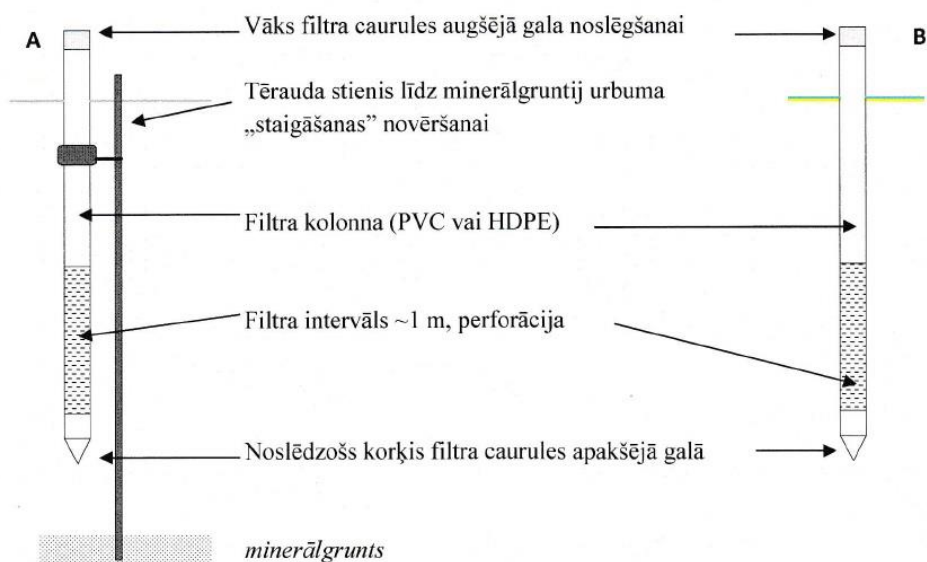 A
Vāks filtra caurules augšējā gala noslēgšanai
B
Tērauda stienis līdz minerālgruntij urbuma
„staigāšanas” novēršanai
Filtra kolonna (PVC vai HDPE)
Filtra intervāls ~1 m, perforācija
Noslēdzošs korķis filtra caurules apakšējā galā
minerālgrunts